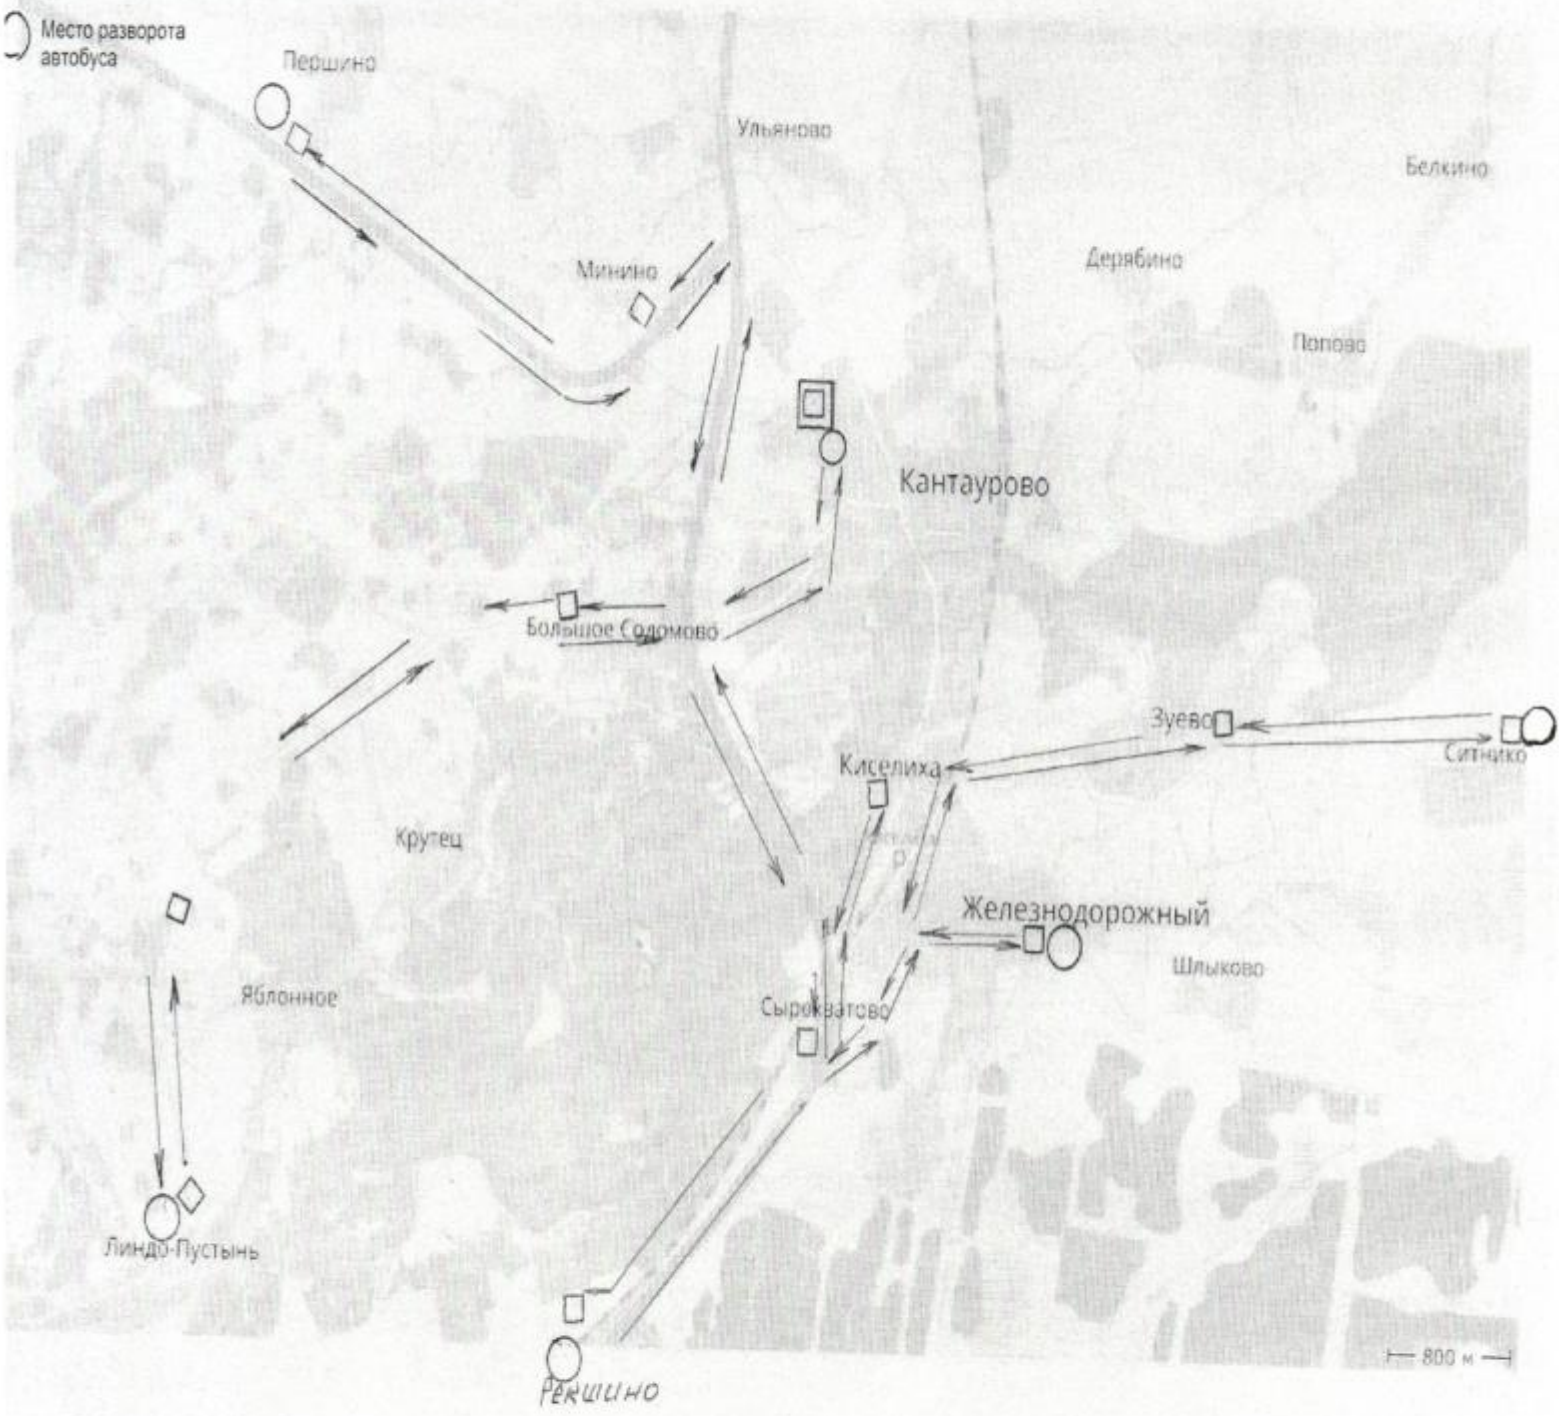 Место разворота
автобуса
Першино
Ульяново
Белкино
Минино
Дерябино
Попово
Кантаурово
Большое Содомово
Зуево
Ситнико
Киселиха
Р
Крутец
Железнодорожный
Шлыково
Яблонное
Сыроватово
Линдо-Пустынь
800 м
Рекшино